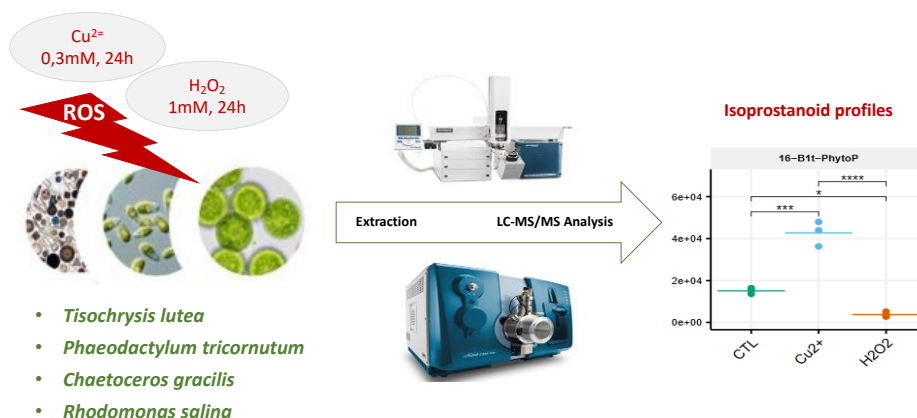 Cu²⁼
0,3mM, 24h
H₂O₂
1mM, 24h
ROS
Extraction LC-MS/MS Analysis
Isoprostanoid profiles
16-B1t-PhytoP
****
*
***
6e+04
4e+04
2e+04
0e+00
CTL
Cu2+
H2O2
• Tisochrysis lutea
• Phaeodactylum tricornutum
• Chaetoceros gracilis
• Rhodomonas salina